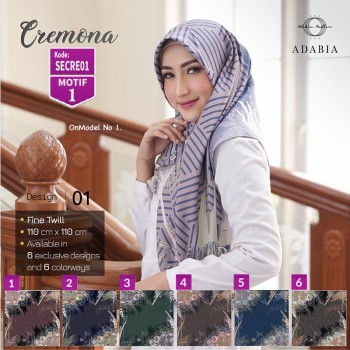 Cremona
Kode:
SECRE01
MOTIF
1
ADABIA
OnModel No 1.
Design 01
• Fine Twill
• 110 cm x 110 cm
• Available in
6 exclusive designs
and 6 colorways
1 2 3 4 5 6